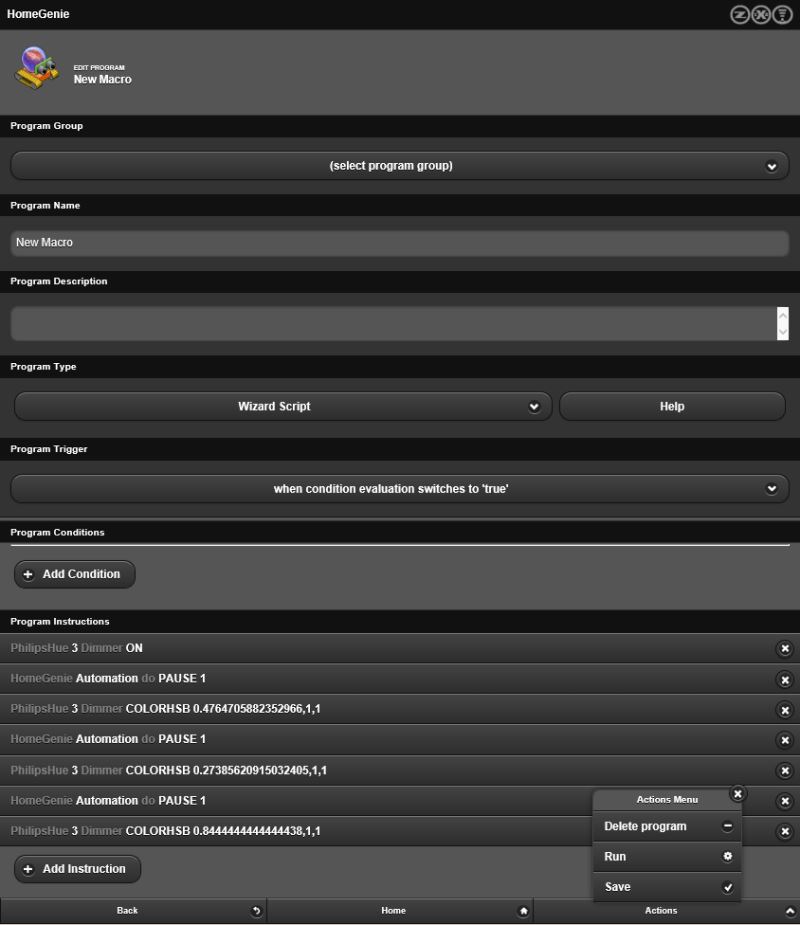 HomeGenie
EDIT PROGRAM
New Macro
Program Group
(select program group)
Program Name
New Macro
Program Description
Program Type
Wizard Script
Help
Program Trigger
when condition evaluation switches to 'true'
Program Conditions
Add Condition
Program Instructions
PhilipsHue 3 Dimmer ON
HomeGenie Automation do PAUSE 1
PhilipsHue 3 Dimmer COLORHSB 0.4764705882352966,1,1
HomeGenie Automation do PAUSE 1
PhilipsHue 3 Dimmer COLORHSB 0.27385620915032405,1,1
HomeGenie Automation do PAUSE 1
PhilipsHue 3 Dimmer COLORHSB 0.8444444444444438,1,1
Add Instruction
Actions Menu
Delete program
Run
Save
Back
Home
Actions